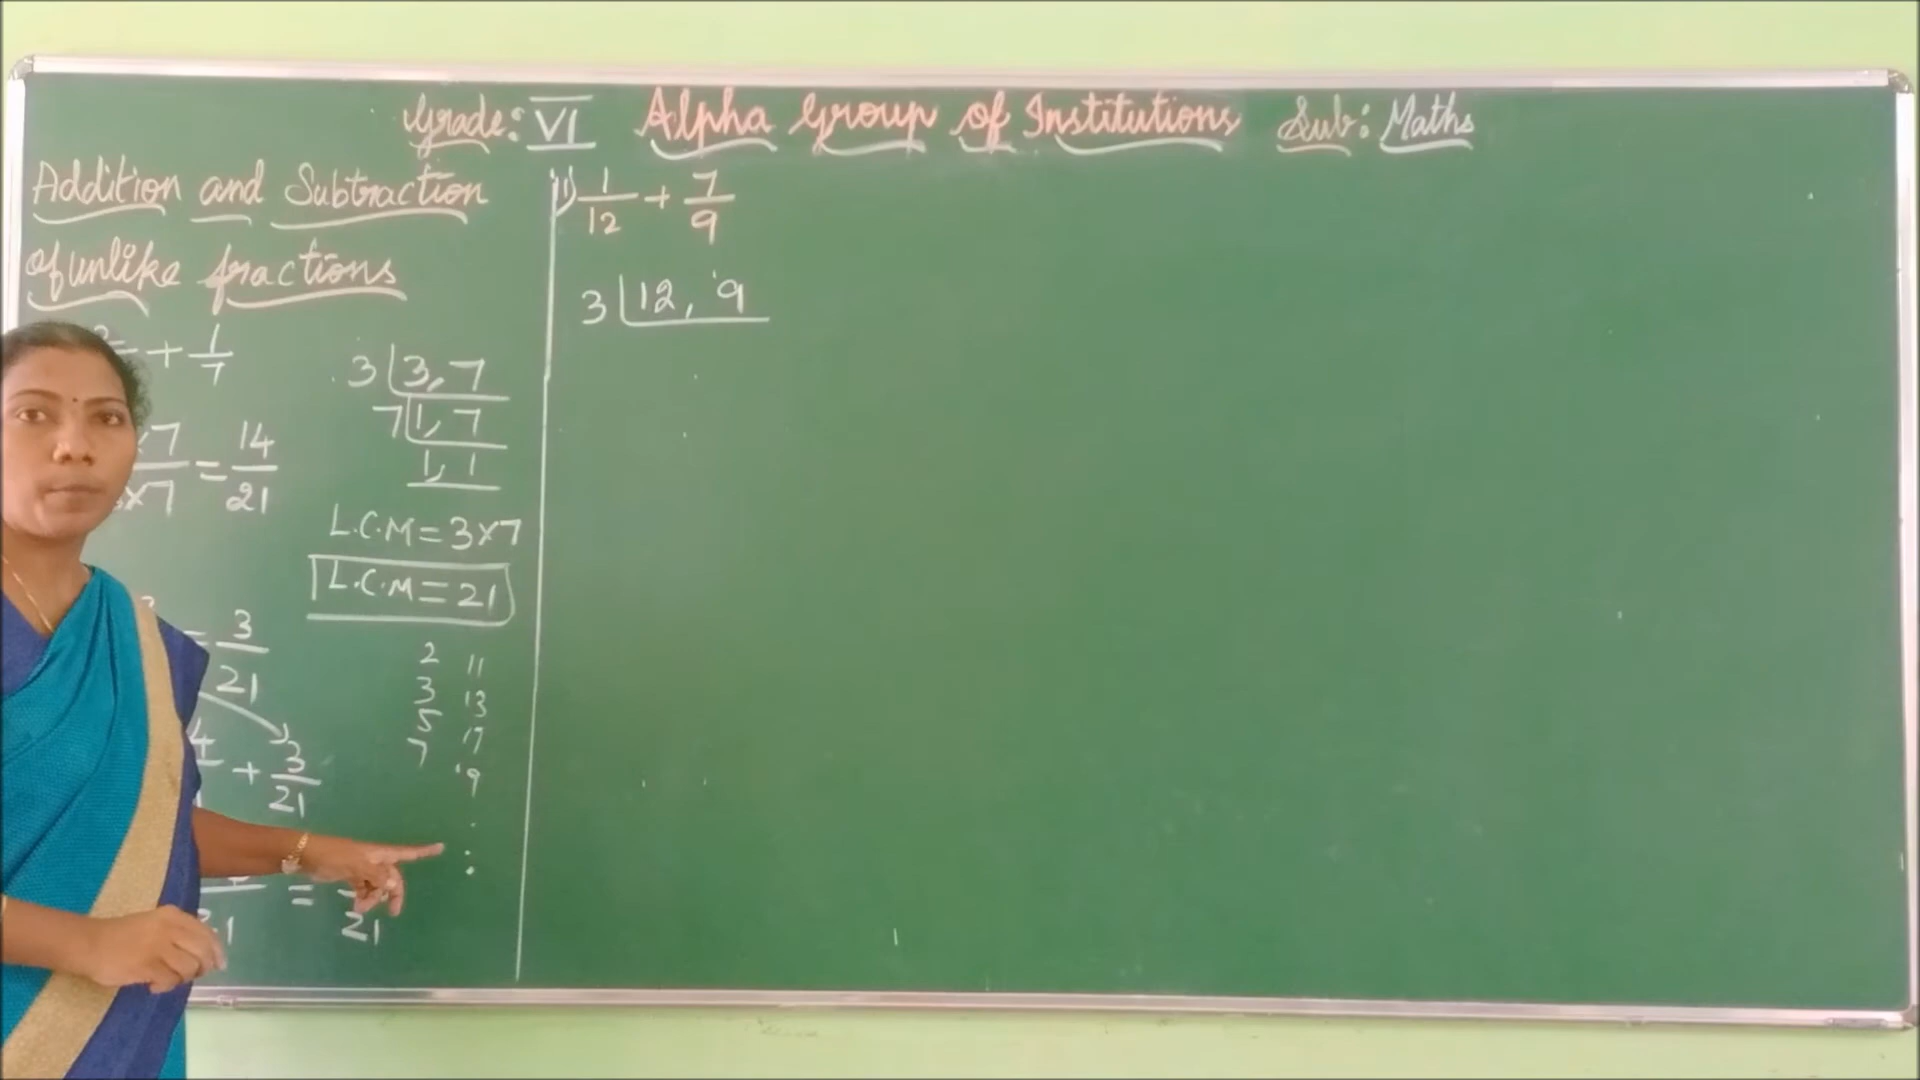 Grade: VI Alpha Group of Institutions Sub: Maths
Addition and Subtraction
of unlike fractions
+ 1/7
3 | 3, 7
7 | 1, 7
1, 1
×7 / ×7 = 14/21
L.C.M = 3×7
L.C.M = 21
= 3/21
+ 3/21
21 = 21
2 11
3 13
5 17
7 19
1/12 + 7/9
3 | 12, 9